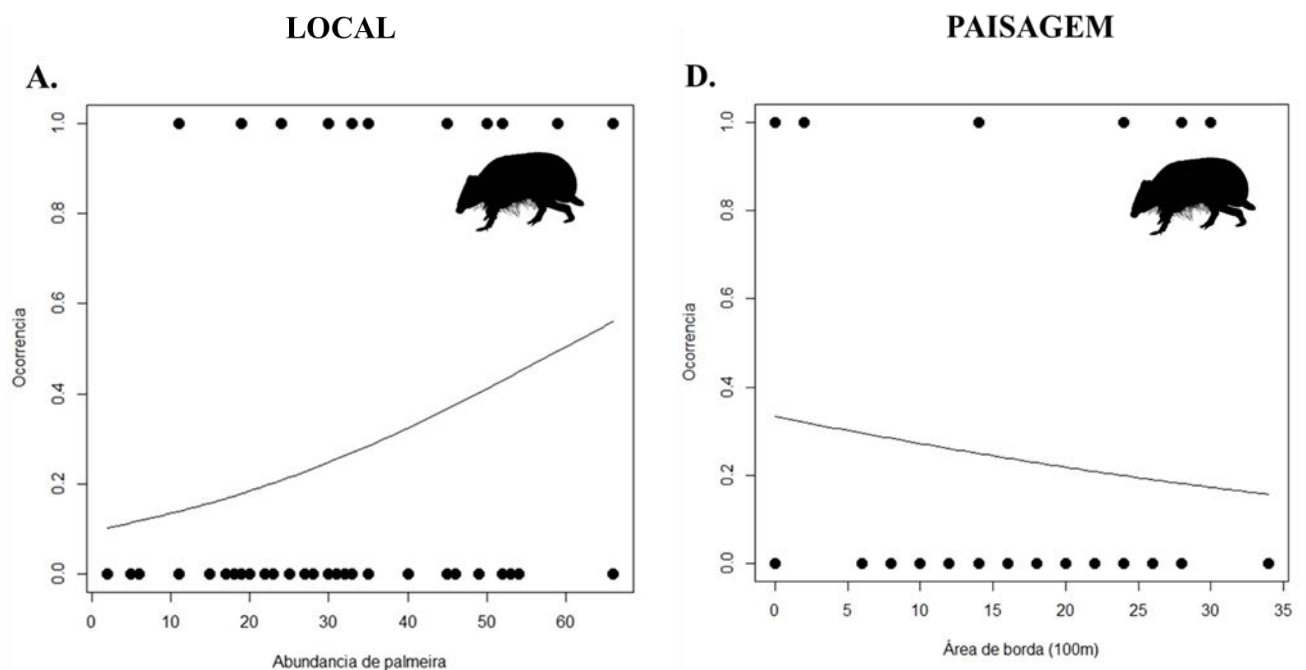 LOCAL
A.
1.0
0.8
0.6
0.4
0.2
0.0
Ocorrencia
0 10 20 30 40 50 60
Abundancia de palmeira
PAISAGEM
D.
1.0
0.8
0.6
0.4
0.2
0.0
Ocorrencia
0 5 10 15 20 25 30 35
Área de borda (100m)